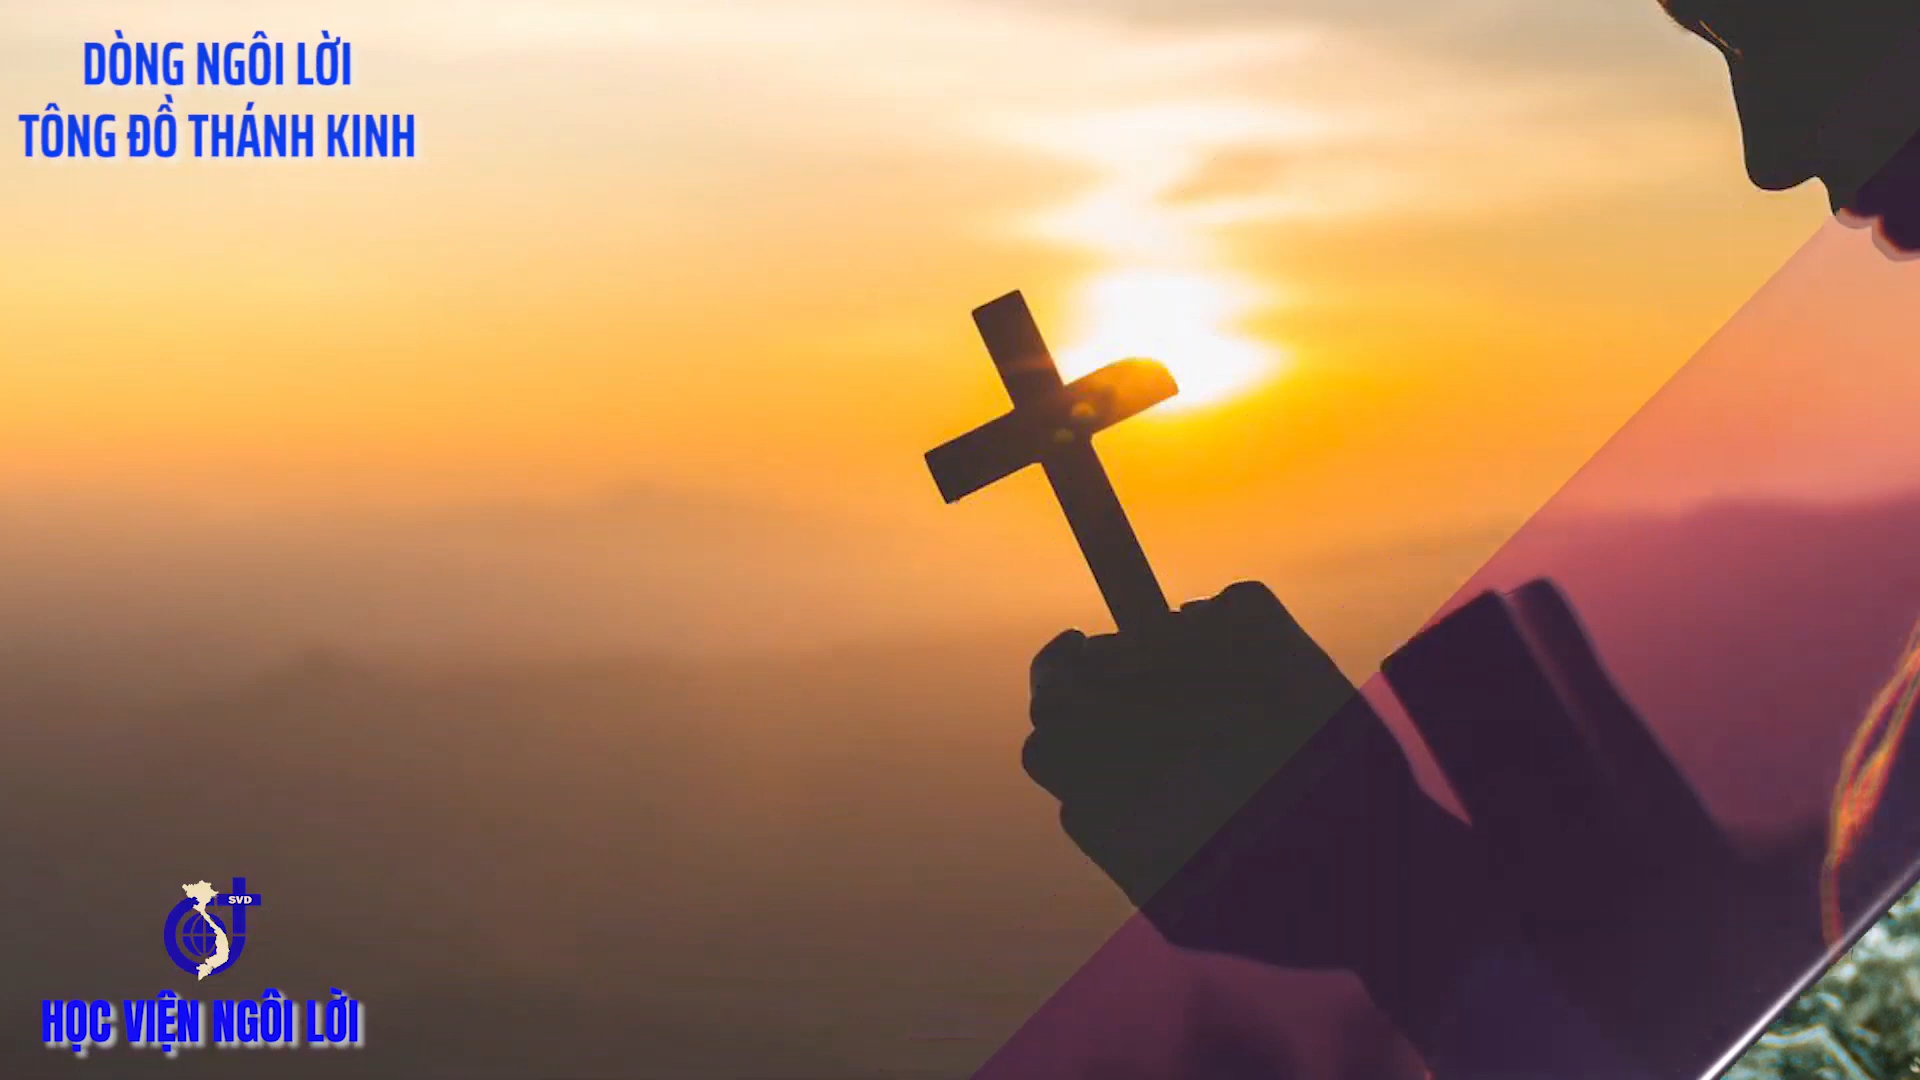 DÒNG NGÔI LỜI
TÔNG ĐỒ THÁNH KINH
SVD
HỌC VIỆN NGÔI LỜI